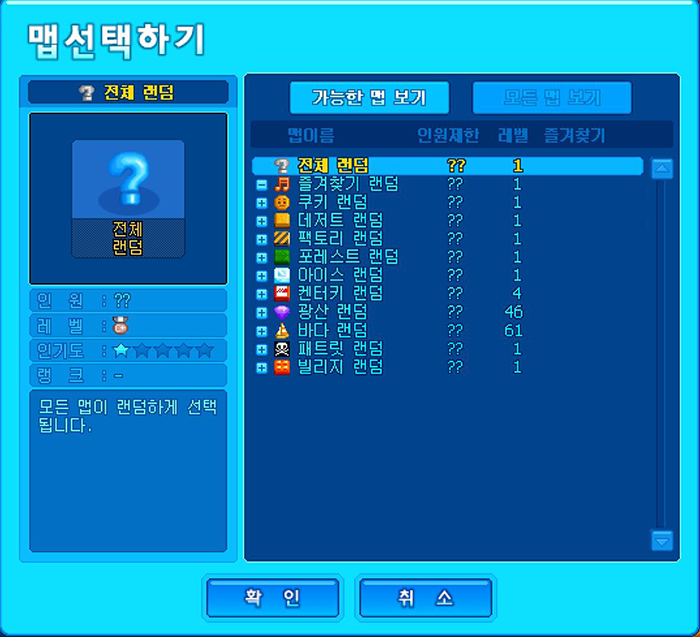 맵선택하기
전체 랜덤
전체
랜덤
인 원 : ??
레 벨 :
인기도 :
랭 크 : -
모든 맵이 랜덤하게 선택
됩니다.
가능한 맵 보기 모든 맵 보기
맵이름 인원제한 레벨 즐겨찾기
전체 랜덤 ?? 1
즐겨찾기 랜덤 ?? 1
쿠키 랜덤 ?? 1
데저트 랜덤 ?? 1
팩토리 랜덤 ?? 1
포레스트 랜덤 ?? 1
아이스 랜덤 ?? 1
켄터키 랜덤 ?? 4
광산 랜덤 ?? 46
바다 랜덤 ?? 61
패트릿 랜덤 ?? 1
빌리지 랜덤 ?? 1
확 인 취 소